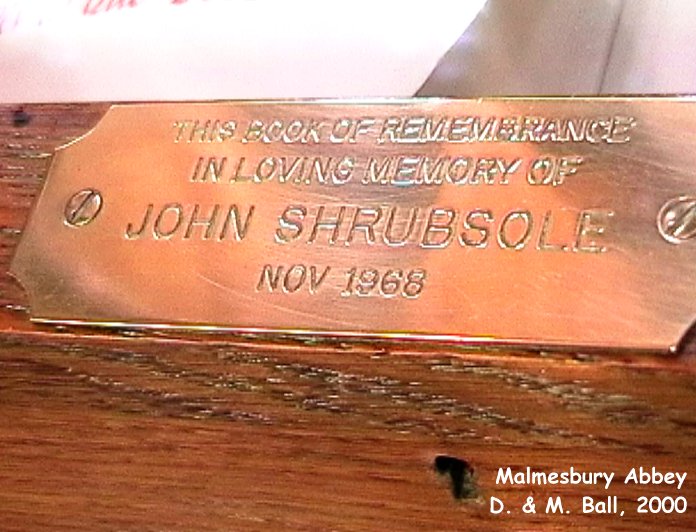 THIS BOOK OF REMEMBRANCE
IN LOVING MEMORY OF
JOHN SHRUBSOLE
NOV 1968
Malmesbury Abbey
D. & M. Ball, 2000